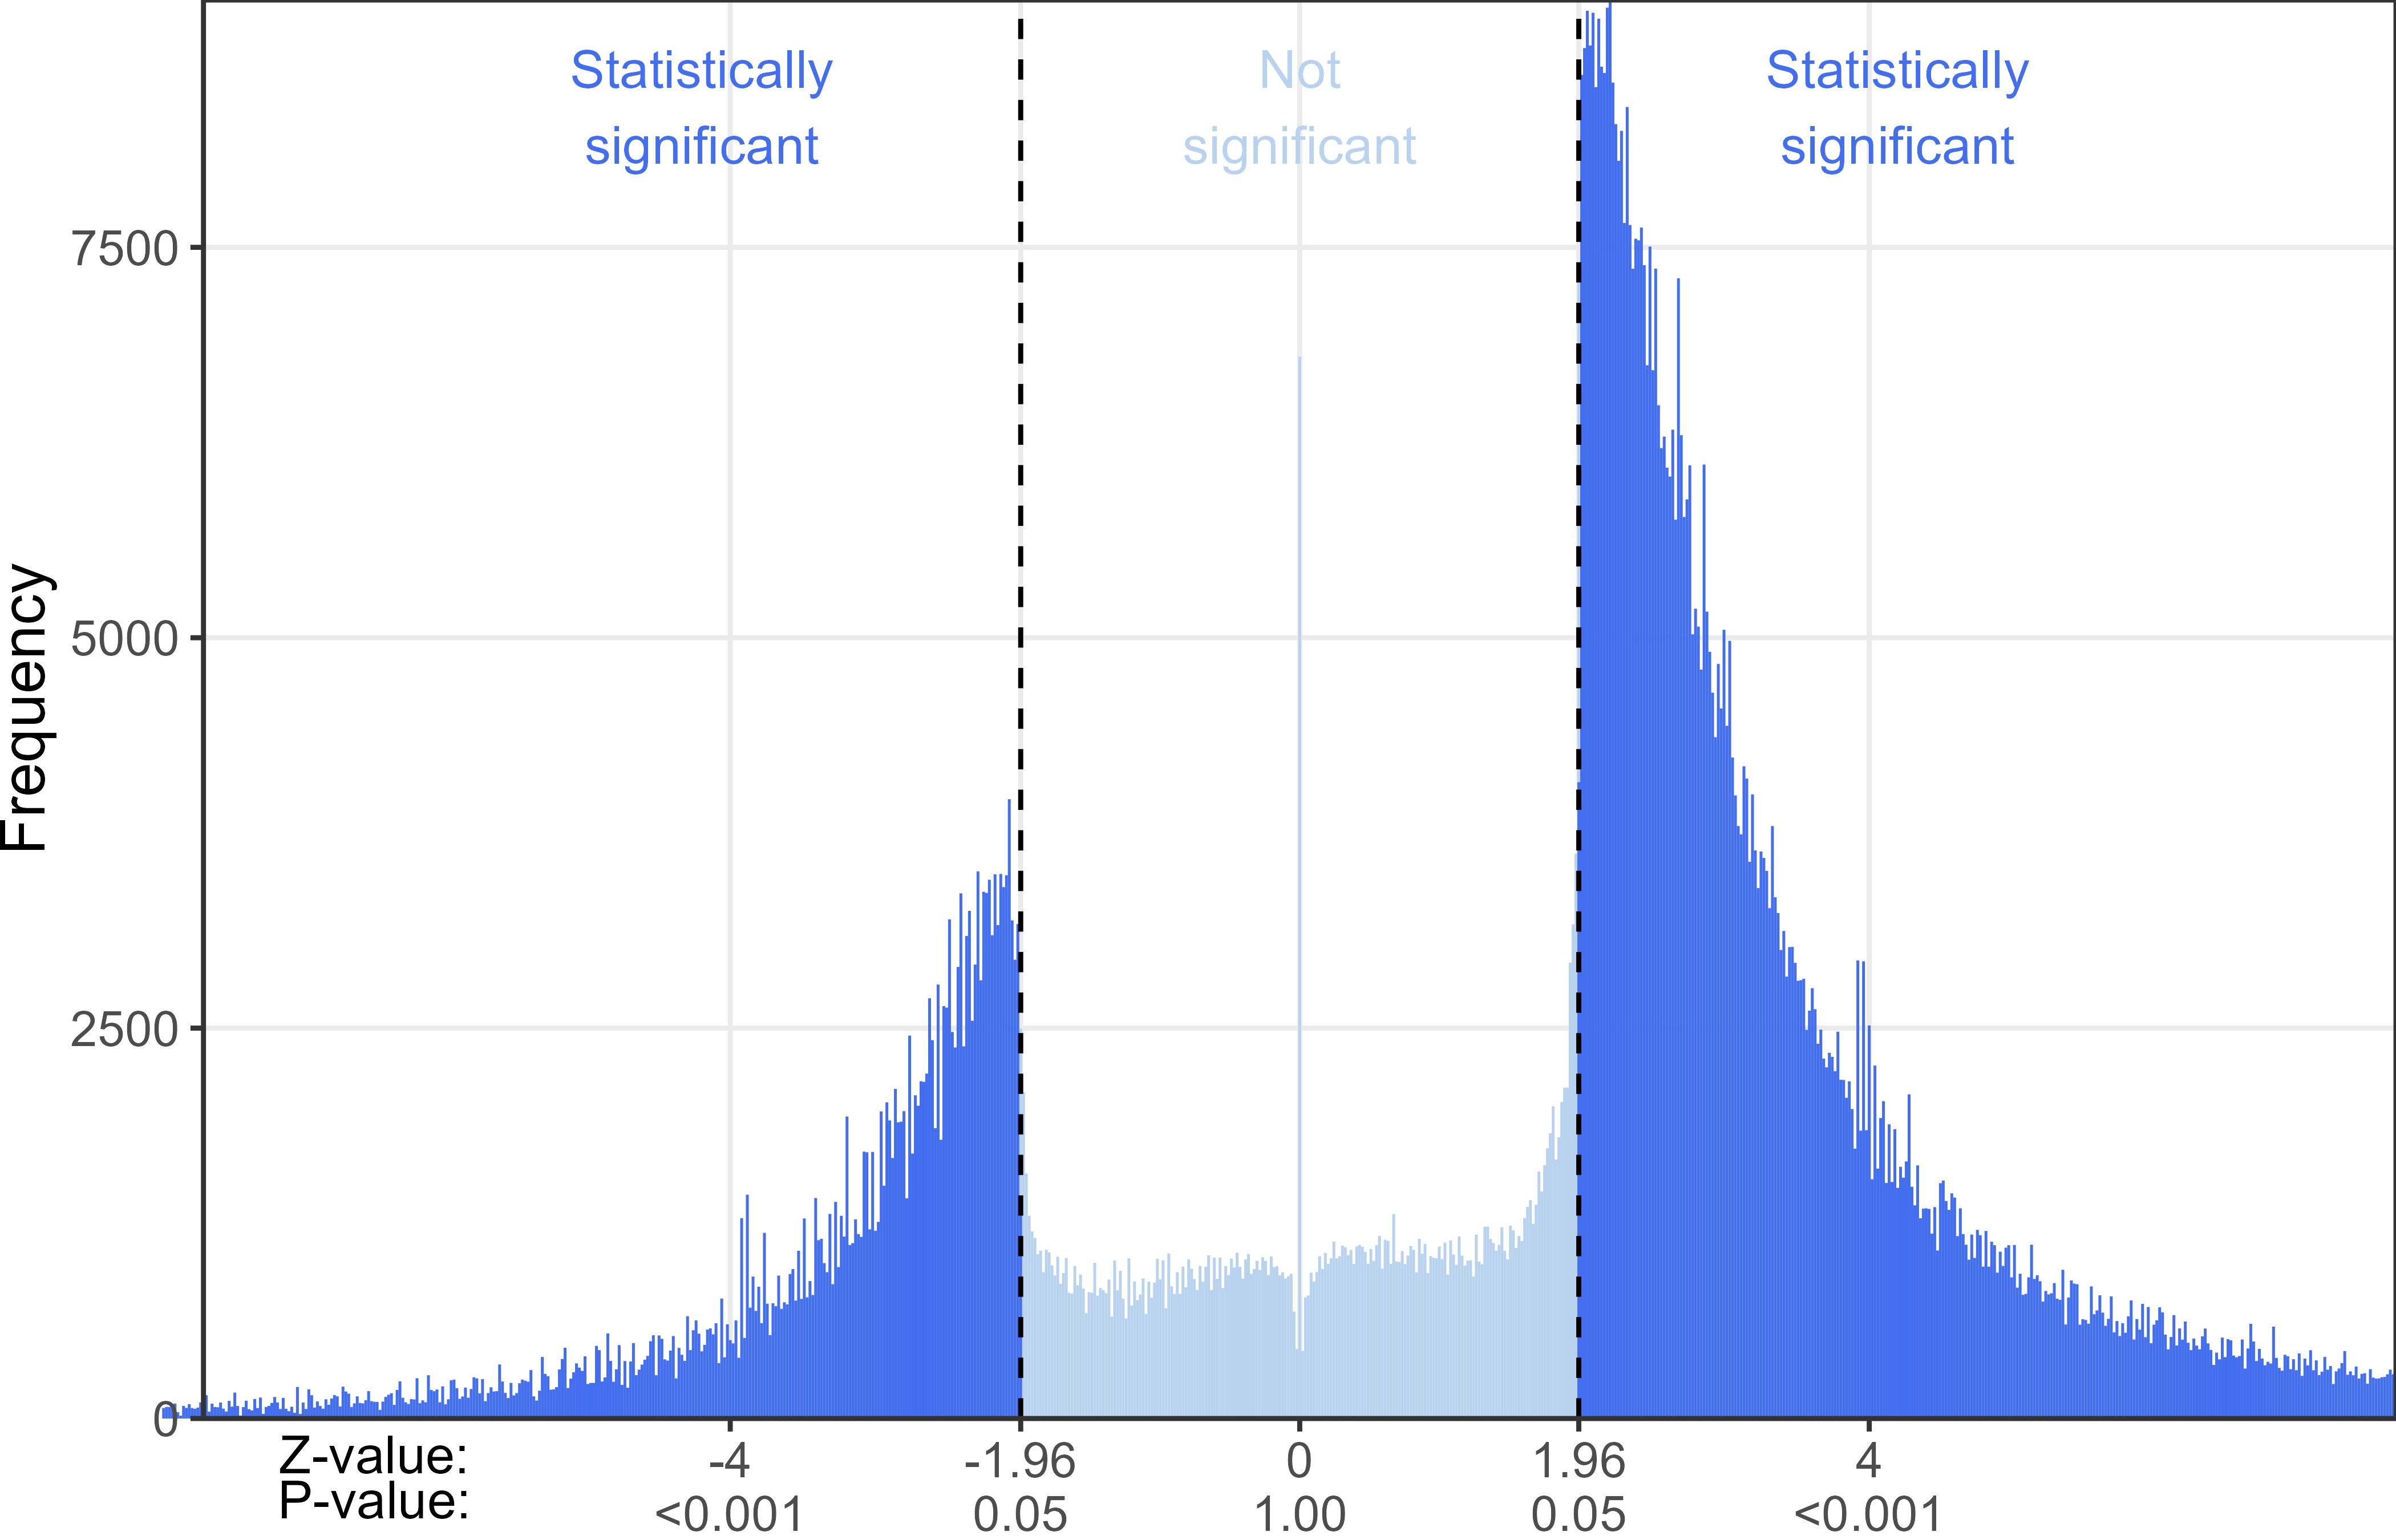 Statistically
significant
Not
significant
Statistically
significant
Frequency
7500
5000
2500
0
Z-value: -4 -1.96 0 1.96 4
P-value: <0.001 0.05 1.00 0.05 <0.001